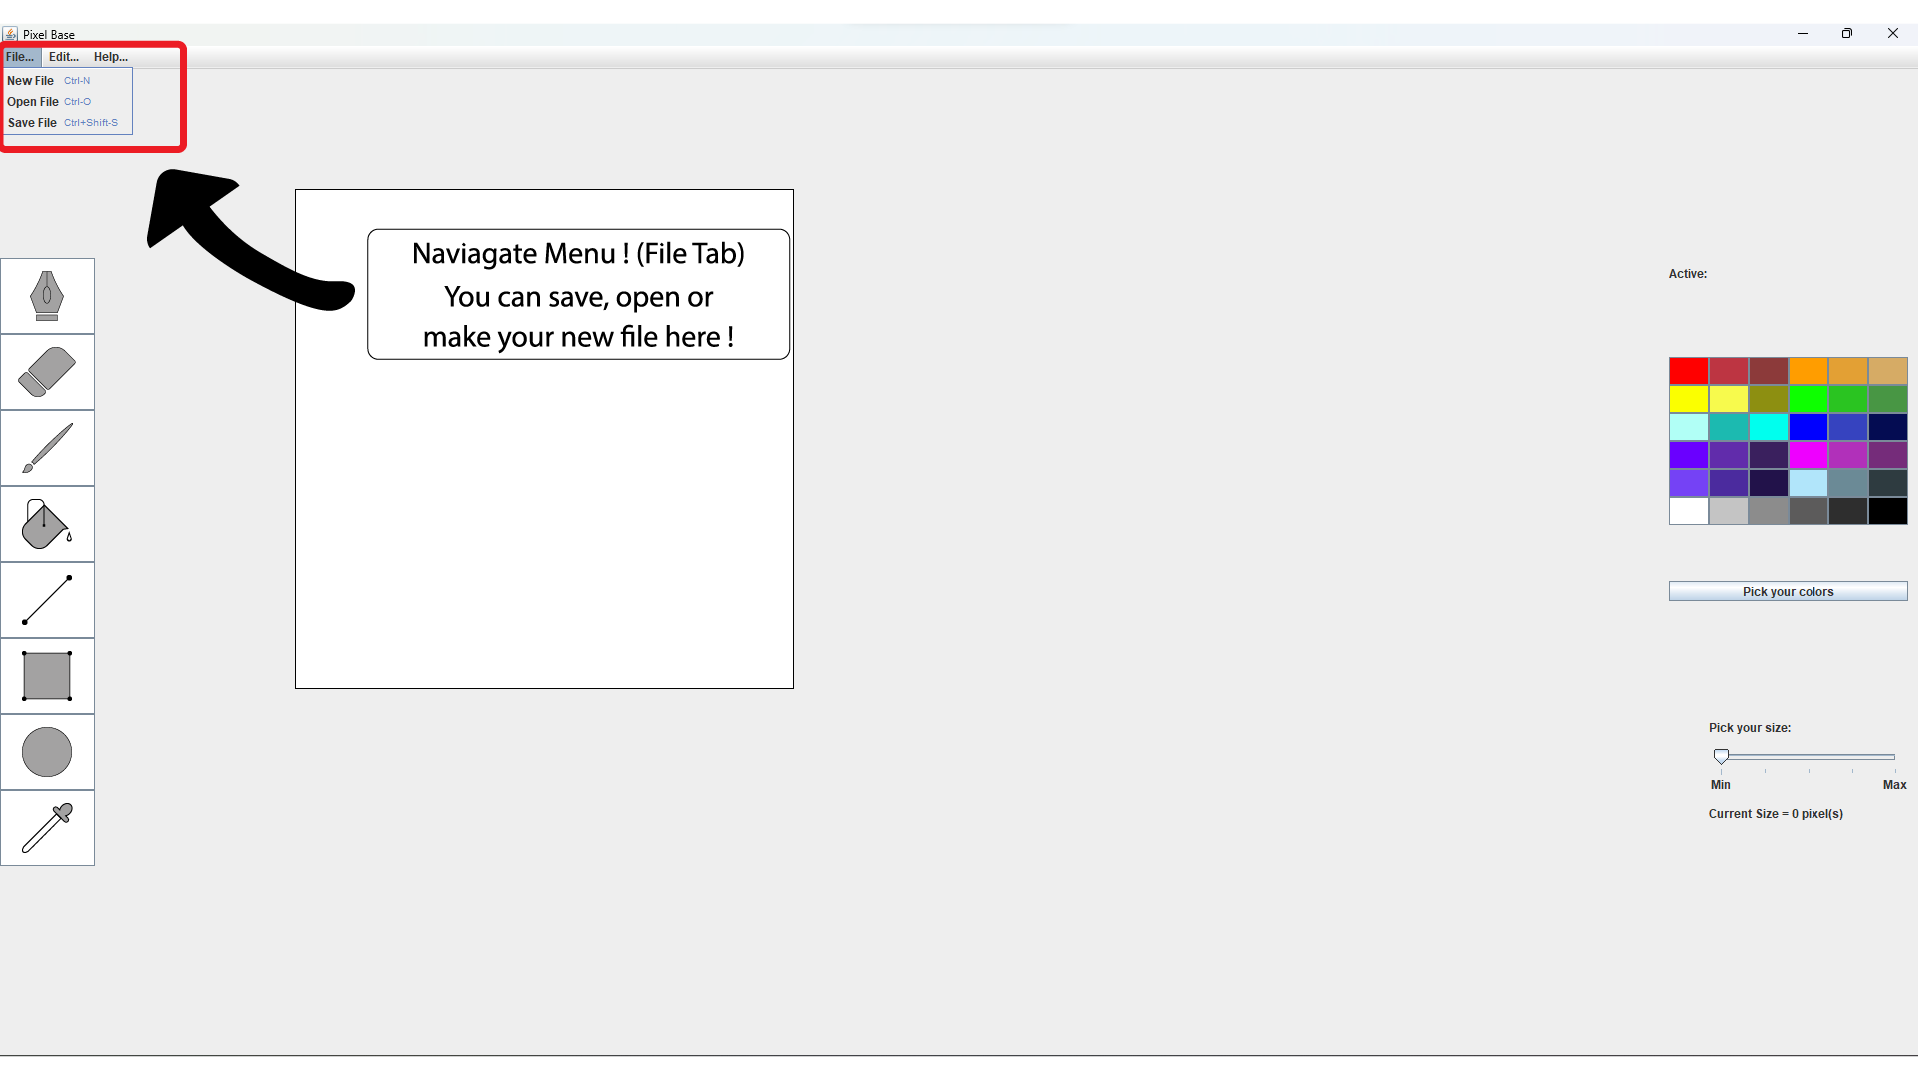 Pixel Base
File... Edit... Help...
New File Ctrl-N
Open File Ctrl-O
Save File Ctrl+Shift-S
Naviagate Menu ! (File Tab)
You can save, open or
make your new file here !
Active:
Pick your colors
Pick your size:
Min Max
Current Size = 0 pixel(s)